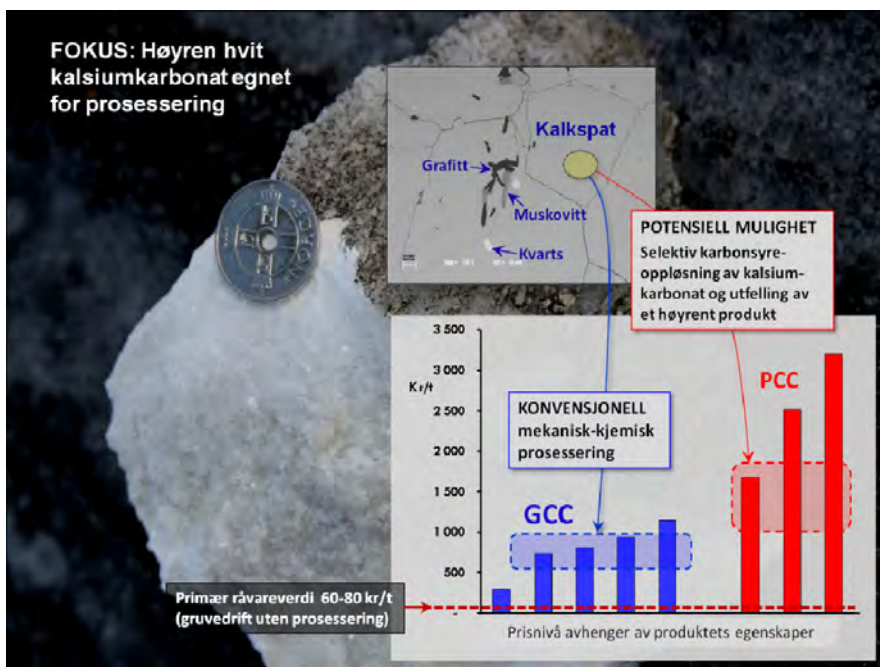 FOKUS: Høyren hvit
kalsiumkarbonat egnet
for prosessering
Kalkspat
Grafitt
Muskovitt
Kvarts
POTENSIELL MULIGHET
Selektiv karbonsyre-
oppløsning av kalsium-
karbonat og utfelling av
et høyrent produkt
3 500
3 000
Kr/t
2 500
2 000
1 500
1 000
500
-
PCC
KONVENSJONELL
mekanisk-kjemisk
prosessering
GCC
Primær råvareverdi 60-80 kr/t
(gruvedrift uten prosessering)
Prisnivå avhenger av produktets egenskaper